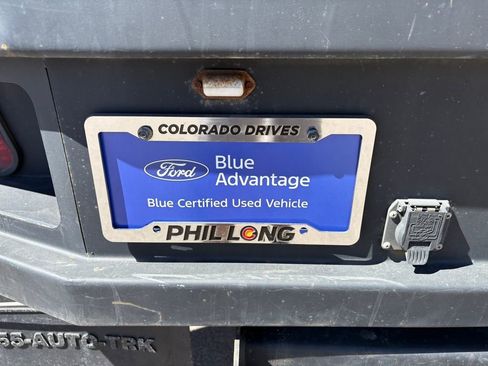 COLORADO DRIVES
Ford
Blue
Advantage
Blue Certified Used Vehicle
PHIL LONG
55-AUTO-TRK